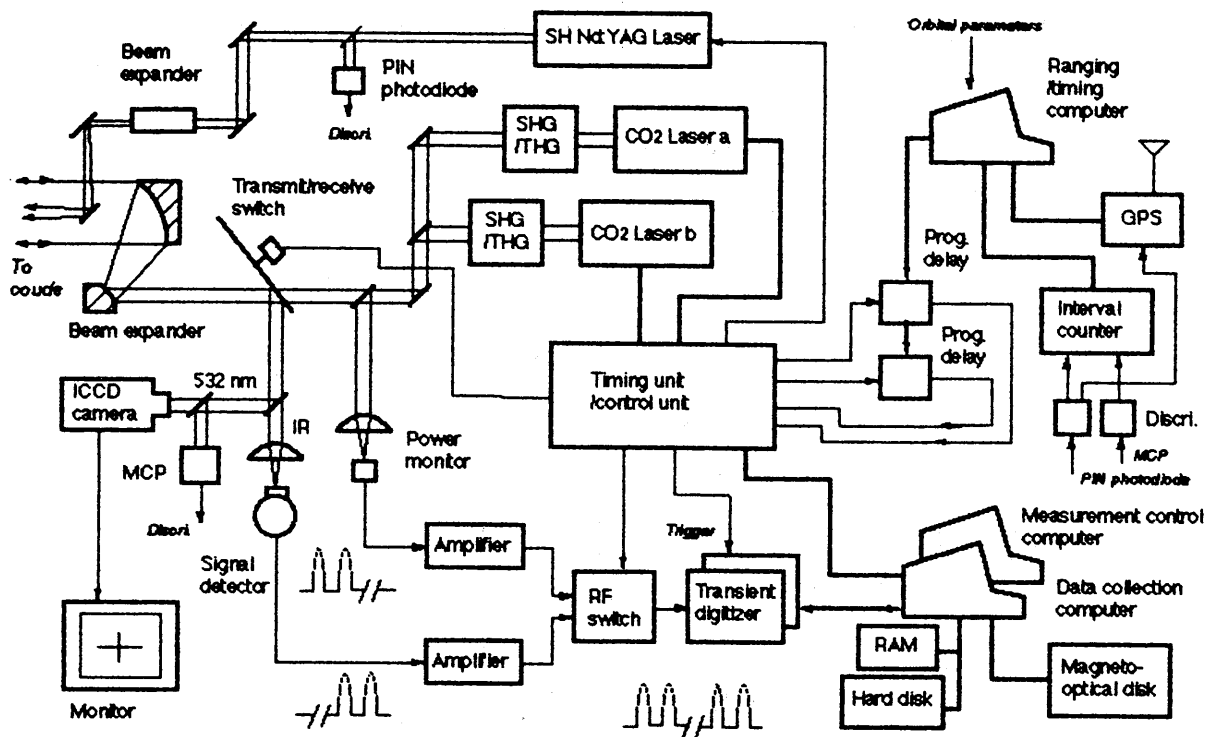 Orbital parameters
SH Nd:YAG Laser
Beam
expander
PIN
photodiode
Ranging
/timing
computer
Discri.
SHG
/THG
CO2 Laser a
Transmit/receive
switch
SHG
/THG
CO2 Laser b
GPS
Prog.
delay
To
coude
Beam expander
Interval
counter
Prog.
delay
Timing unit
/control unit
ICCD
camera
532 nm
IR
Power
monitor
Discri.
MCP
MCP
PIN photodiode
Discri.
Signal
detector
Amplifier
Trigger
Measurement control
computer
RF
switch
Transient
digitizer
Data collection
computer
Amplifier
RAM
Hard disk
Magneto-
optical disk
Monitor